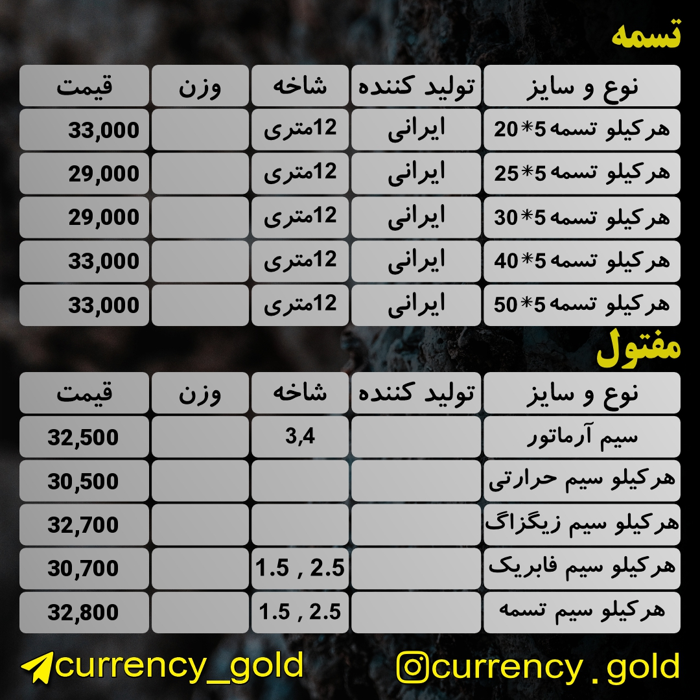 تسمه
نوع و سایز تولید کننده شاخه وزن قیمت
هرکیلو تسمه 5*20 ایرانی 12متری 33,000
هرکیلو تسمه 5*25 ایرانی 12متری 29,000
هرکیلو تسمه 5*30 ایرانی 12متری 29,000
هرکیلو تسمه 5*40 ایرانی 12متری 33,000
هرکیلو تسمه 5*50 ایرانی 12متری 33,000
مفتول
نوع و سایز تولید کننده شاخه وزن قیمت
سیم آرماتور 3,4 32,500
هرکیلو سیم حرارتی 30,500
هرکیلو سیم زیگزاگ 32,700
هرکیلو سیم فابریک 1.5 , 2.5 30,700
هرکیلو سیم تسمه 1.5 , 2.5 32,800
currency_gold currency . gold